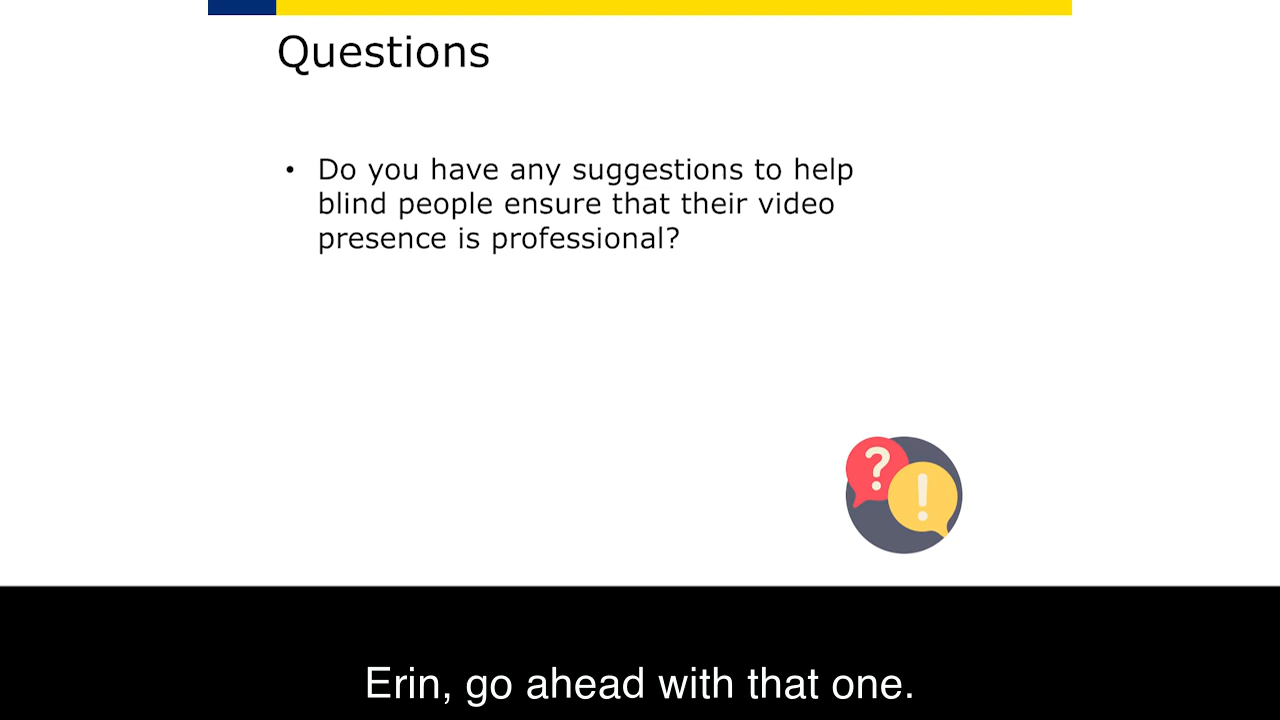 Questions
• Do you have any suggestions to help
blind people ensure that their video
presence is professional?
?
!
Erin, go ahead with that one.